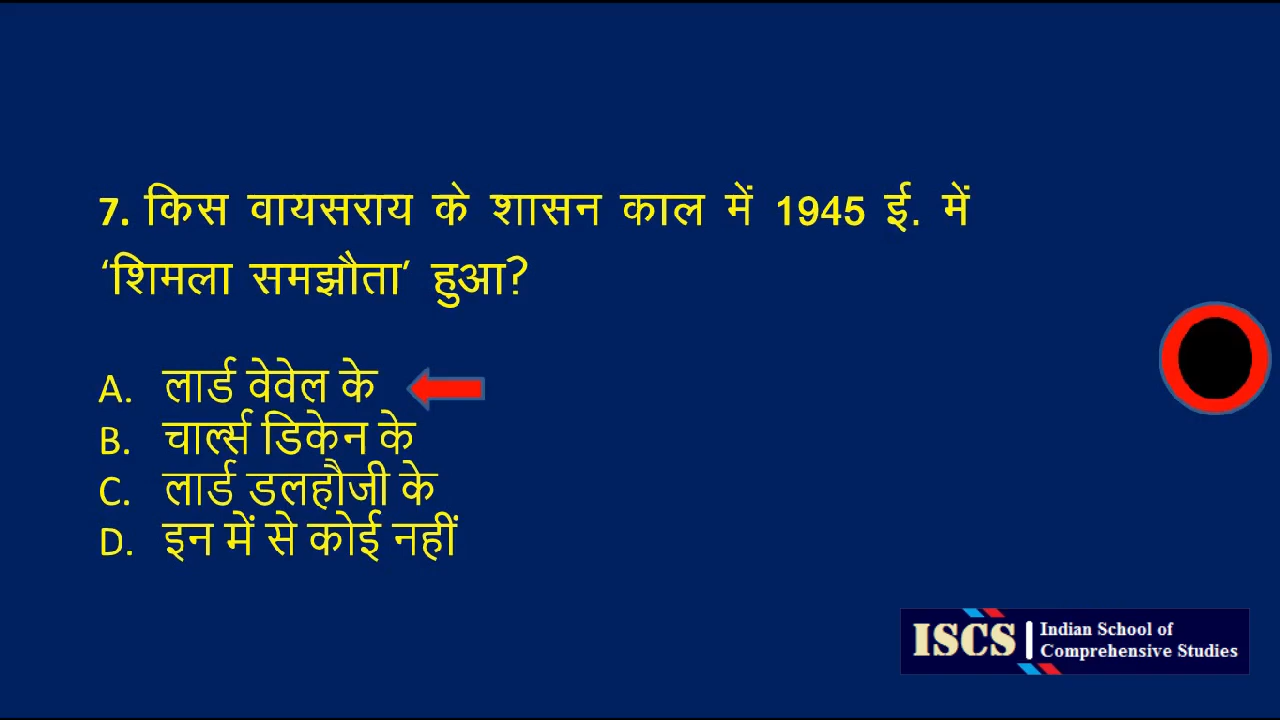 7. किस वायसराय के शासन काल में 1945 ई. में
‘शिमला समझौता’ हुआ?
A. लार्ड वेवेल के
B. चार्ल्स डिकेन के
C. लार्ड डलहौजी के
D. इन में से कोई नहीं
ISCS
Indian School of
Comprehensive Studies